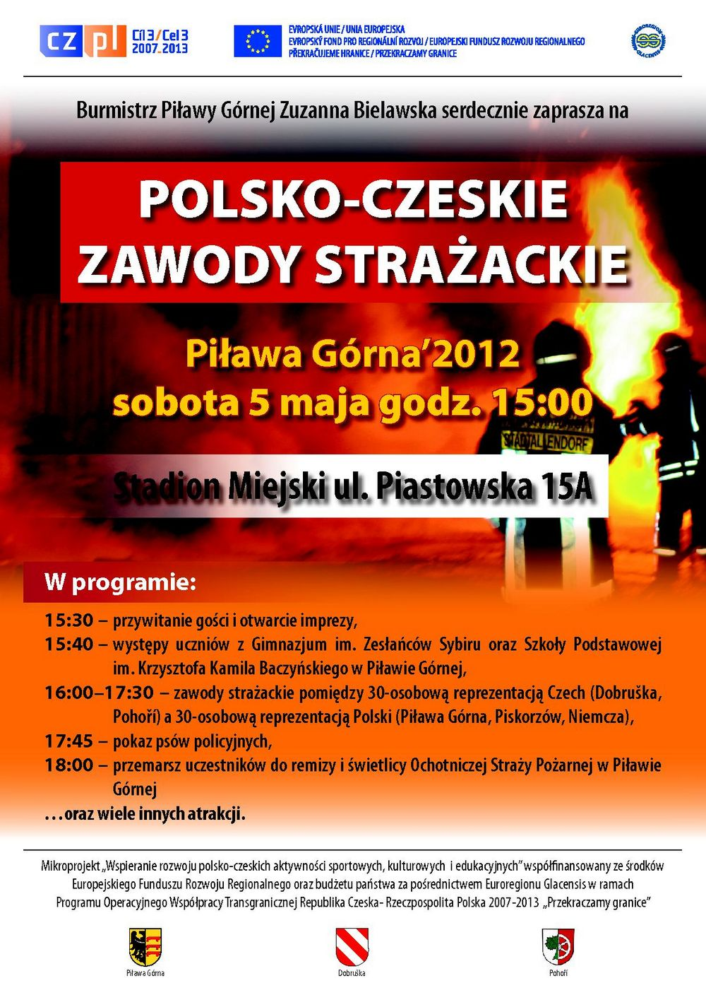 cz pl Cíl 3 / Cel 3
2007_2013
EVROPSKÁ UNIE / UNIA EUROPEJSKA
EVROPSKÝ FOND PRO REGIONÁLNÍ ROZVOJ / EUROPEJSKI FUNDUSZ ROZWOJU REGIONALNEGO
PŘEKRAČUJEME HRANICE / PRZEKRACZAMY GRANICE
EUROREGION
GLACENSIS
Burmistrz Piławy Górnej Zuzanna Bielawska serdecznie zaprasza na
POLSKO-CZESKIE
ZAWODY STRAŻACKIE
Piława Górna’2012
sobota 5 maja godz. 15:00
STADTALLENDORF
Stadion Miejski ul. Piastowska 15A
W programie:
15:30 – przywitanie gości i otwarcie imprezy,
15:40 – występy uczniów z Gimnazjum im. Zesłańców Sybiru oraz Szkoły Podstawowej
im. Krzysztofa Kamila Baczyńskiego w Piławie Górnej,
16:00–17:30 – zawody strażackie pomiędzy 30-osobową reprezentacją Czech (Dobruška,
Pohoří) a 30-osobową reprezentacją Polski (Piława Górna, Piskorzów, Niemcza),
17:45 – pokaz psów policyjnych,
18:00 – przemarsz uczestników do remizy i świetlicy Ochotniczej Straży Pożarnej w Piławie
Górnej
…oraz wiele innych atrakcji.
Mikroprojekt „Wspieranie rozwoju polsko-czeskich aktywności sportowych, kulturowych i edukacyjnych” współfinansowany ze środków
Europejskiego Funduszu Rozwoju Regionalnego oraz budżetu państwa za pośrednictwem Euroregionu Glacensis w ramach
Programu Operacyjnego Współpracy Transgranicznej Republika Czeska- Rzeczpospolita Polska 2007-2013 „Przekraczamy granice”
Piława Górna
Dobruška
Pohoří